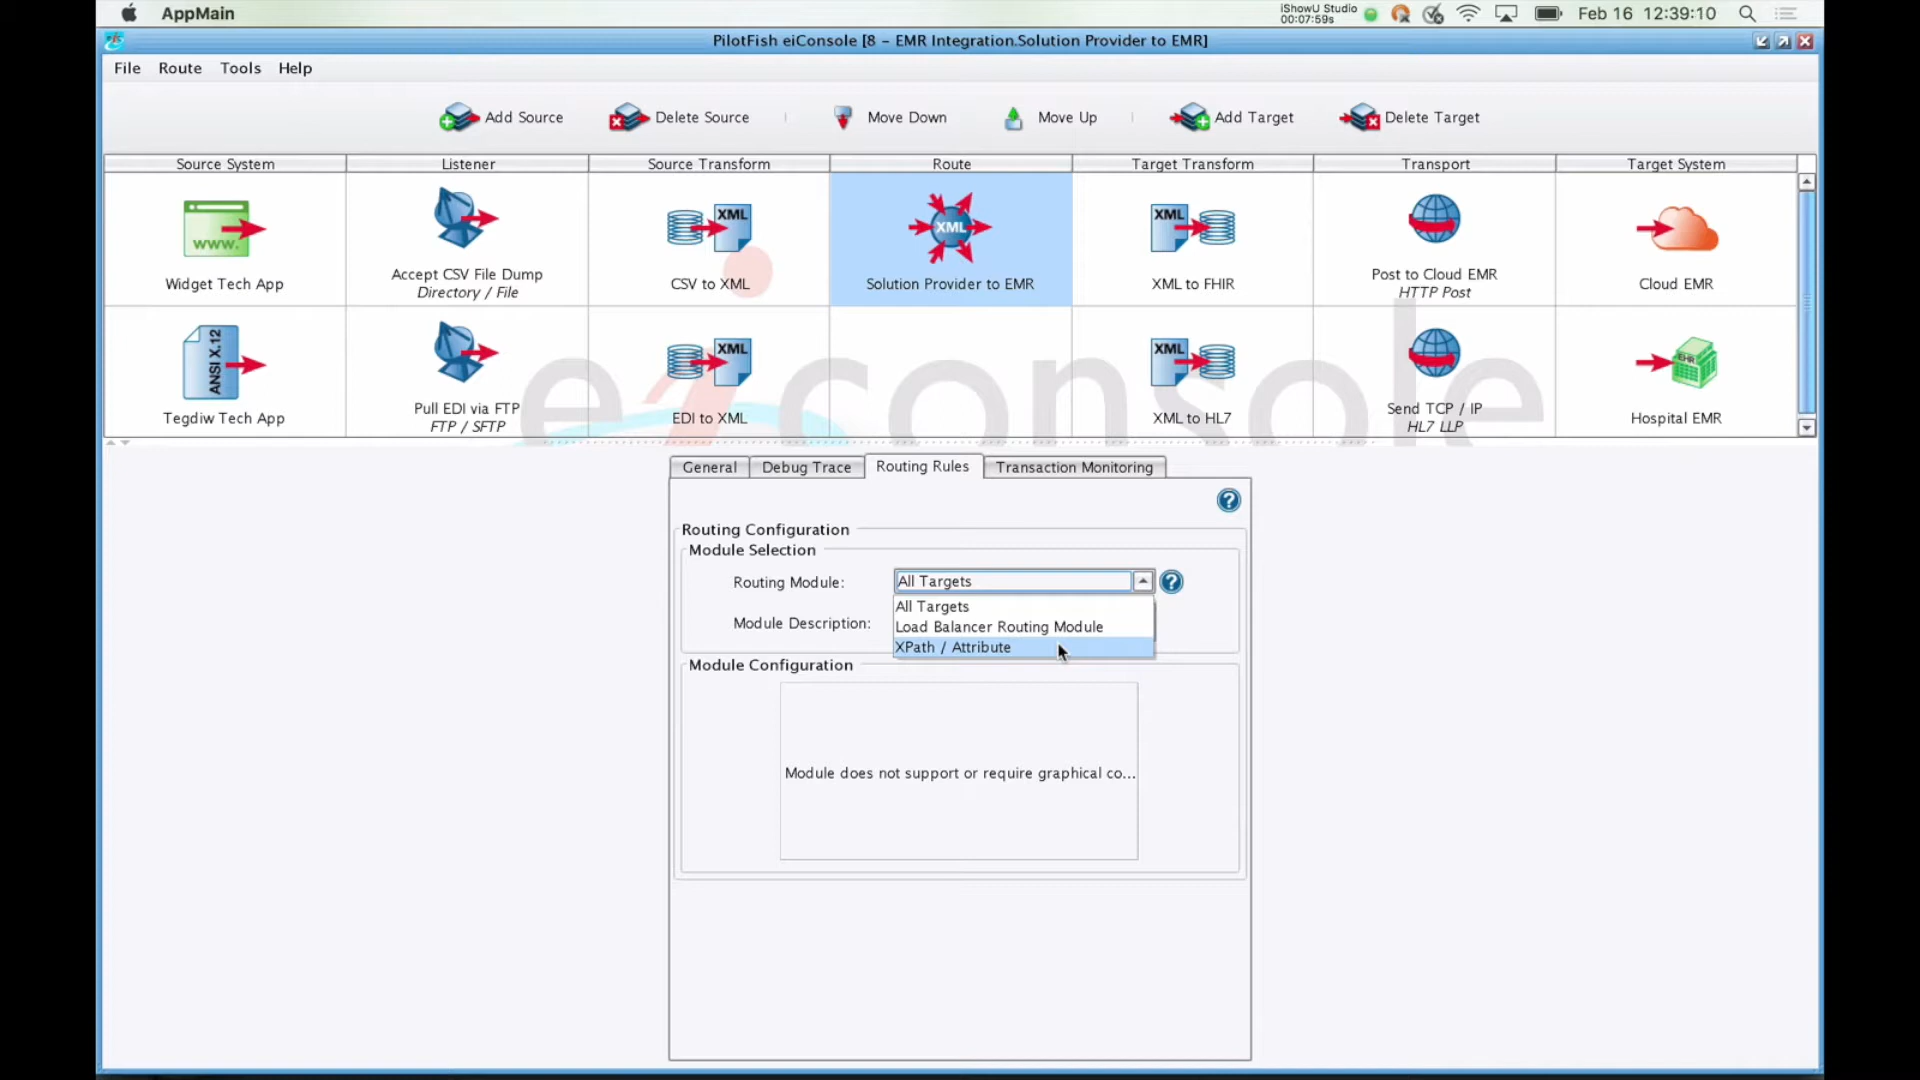 AppMain
iShowU Studio
00:07:59s
Feb 16 12:39:10
PilotFish eiConsole [8 - EMR Integration.Solution Provider to EMR]
File Route Tools Help
Add Source Delete Source Move Down Move Up Add Target Delete Target
Source System Listener Source Transform Route Target Transform Transport Target System
www. XML XML XML
Widget Tech App
Accept CSV File Dump
Directory / File
CSV to XML
Solution Provider to EMR
XML to FHIR
Post to Cloud EMR
HTTP Post
Cloud EMR
ANSI X.12 XML XML EHR
Tegdiw Tech App
Pull EDI via FTP
FTP / SFTP
EDI to XML
XML to HL7
Send TCP / IP
HL7 LLP
Hospital EMR
eiconsole
General Debug Trace Routing Rules Transaction Monitoring
?
Routing Configuration
Module Selection
Routing Module: All Targets ?
All Targets
Module Description: Load Balancer Routing Module
XPath / Attribute
Module Configuration
Module does not support or require graphical co...